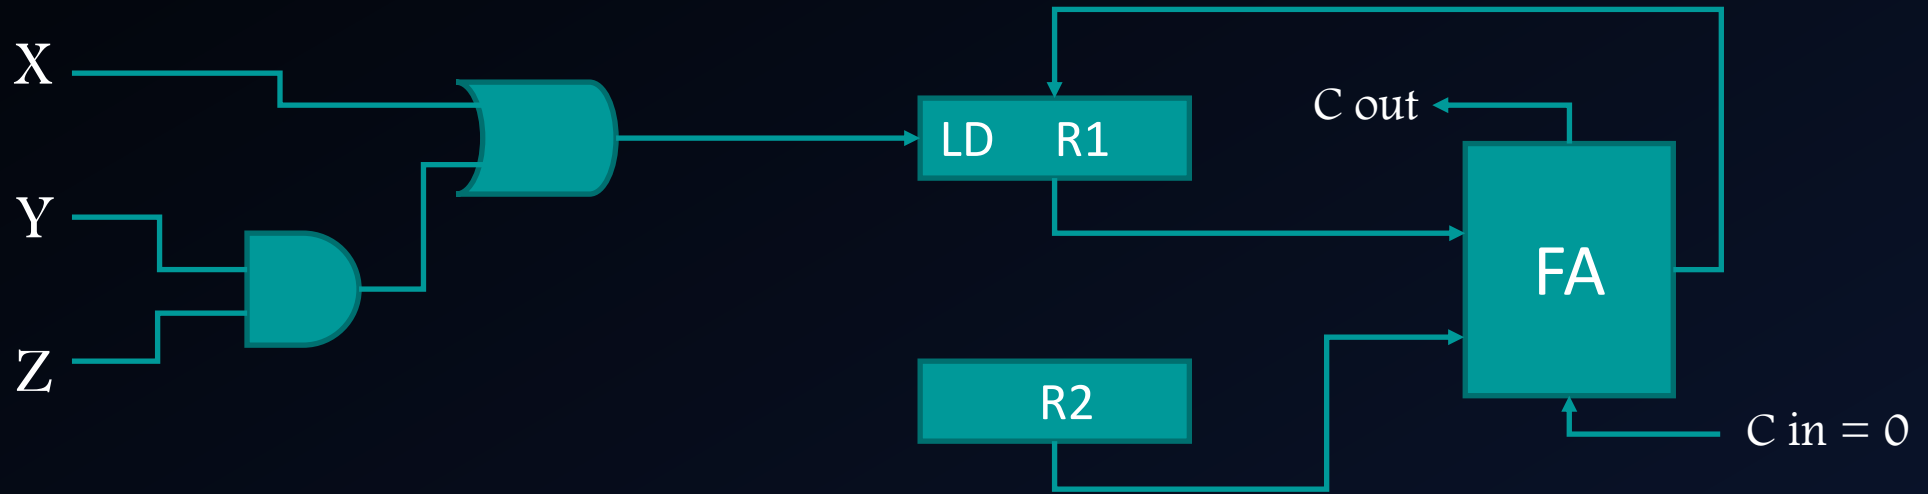 X
Y
Z
LD R1
R2
C out
FA
C in = 0